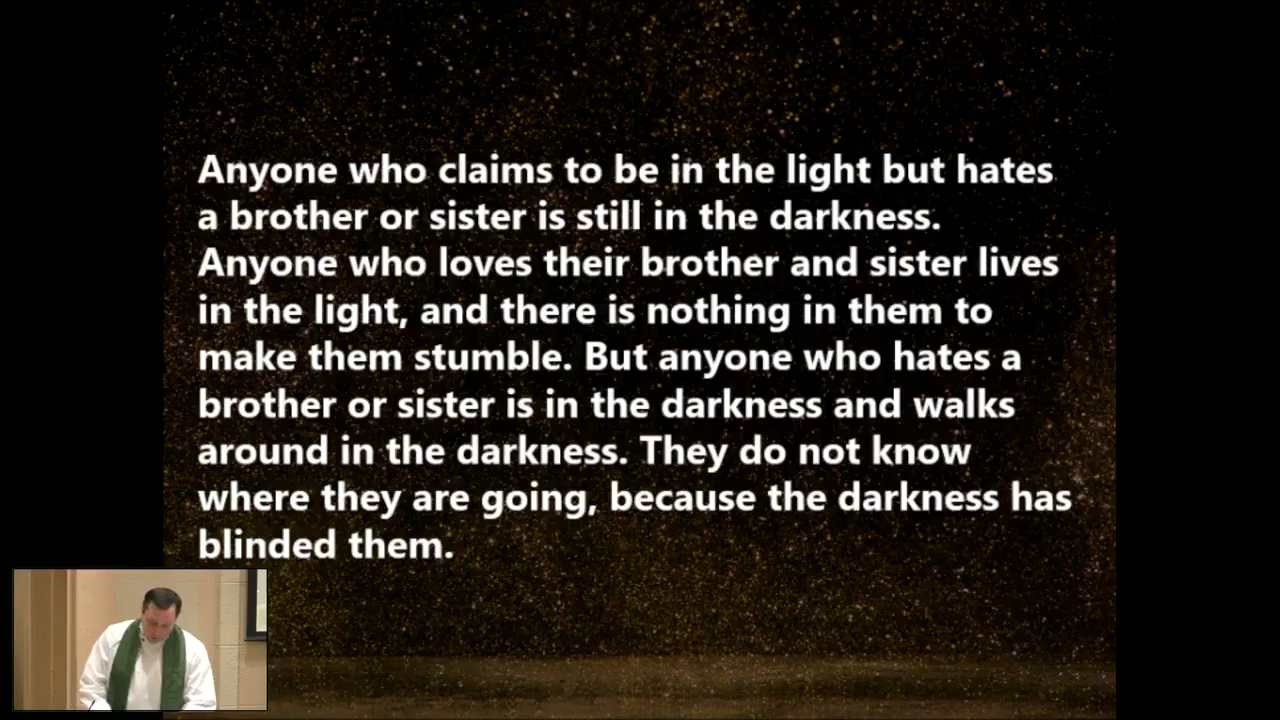 Anyone who claims to be in the light but hates
a brother or sister is still in the darkness.
Anyone who loves their brother and sister lives
in the light, and there is nothing in them to
make them stumble. But anyone who hates a
brother or sister is in the darkness and walks
around in the darkness. They do not know
where they are going, because the darkness has
blinded them.